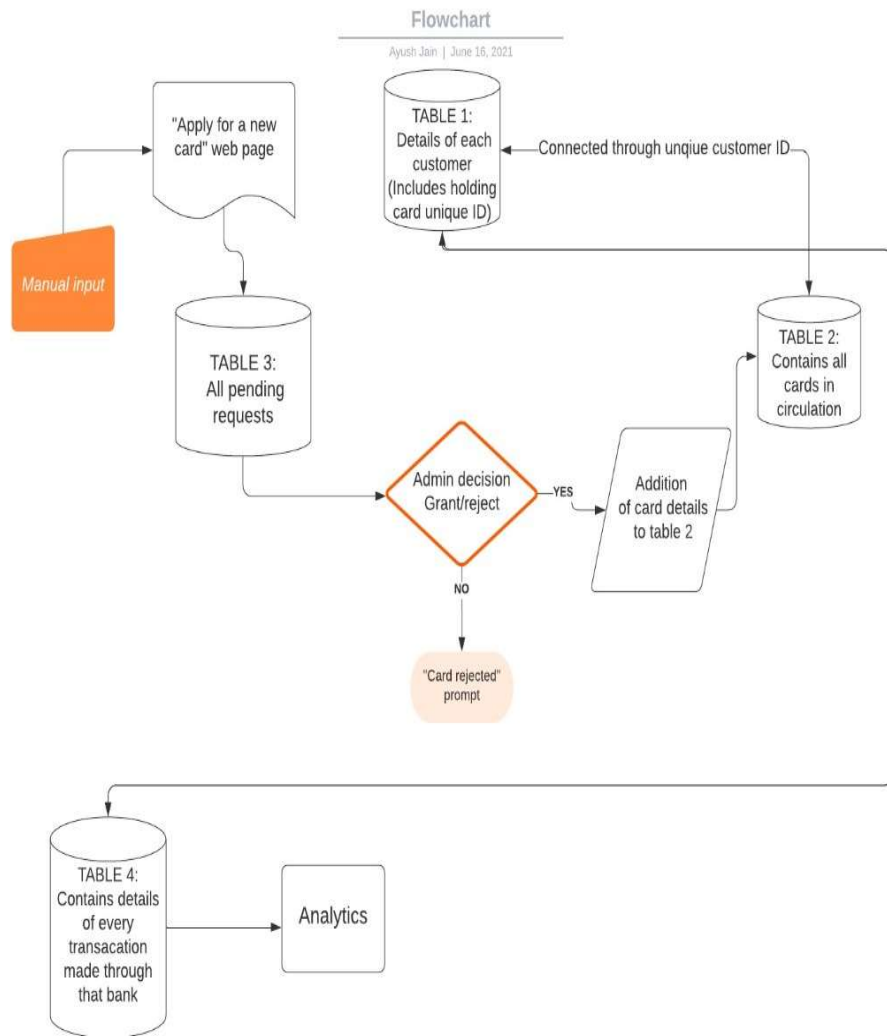 Flowchart
Ayush Jain | June 16, 2021
"Apply for a new
card" web page
TABLE 1:
Details of each
customer
(Includes holding
card unique ID)
Connected through unqiue customer ID
Manual input
TABLE 3:
All pending
requests
TABLE 2:
Contains all
cards in
circulation
Admin decision
Grant/reject
YES
Addition
of card details
to table 2
NO
"Card rejected"
prompt
TABLE 4:
Contains details
of every
transacation
made through
that bank
Analytics